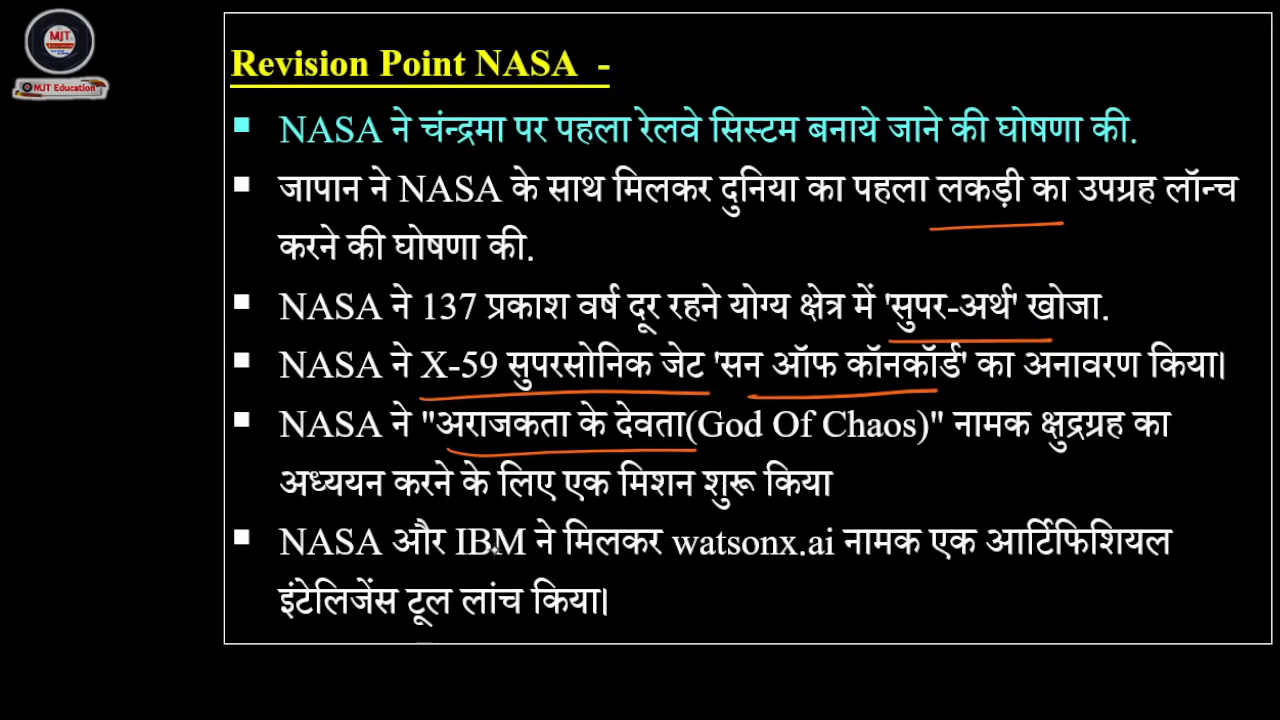 MJT
MJT Education
Revision Point NASA -
NASA ने चंन्द्रमा पर पहला रेलवे सिस्टम बनाये जाने की घोषणा की.
जापान ने NASA के साथ मिलकर दुनिया का पहला लकड़ी का उपग्रह लॉन्च
करने की घोषणा की.
NASA ने 137 प्रकाश वर्ष दूर रहने योग्य क्षेत्र में 'सुपर-अर्थ' खोजा.
NASA ने X-59 सुपरसोनिक जेट 'सन ऑफ कॉनकॉर्ड' का अनावरण किया।
NASA ने "अराजकता के देवता(God Of Chaos)" नामक क्षुद्रग्रह का
अध्ययन करने के लिए एक मिशन शुरू किया
NASA और IBM ने मिलकर watsonx.ai नामक एक आर्टिफिशियल
इंटेलिजेंस टूल लांच किया।